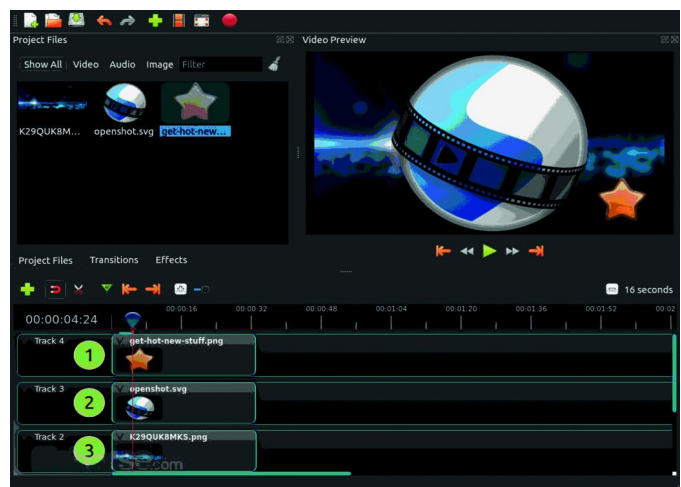 Project Files
Video Preview
Show All Video Audio Image Filter
K29QUK8M... openshot.svg get-hot-new...
Project Files Transitions Effects
16 seconds
00:00:04:24
00:00:16 00:00:32 00:00:48 00:01:04 00:01:20 00:01:36 00:01:52 00:02
Track 4 get-hot-new-stuff.png
1
Track 3 openshot.svg
2
Track 2 K29QUK8MKS.png
3